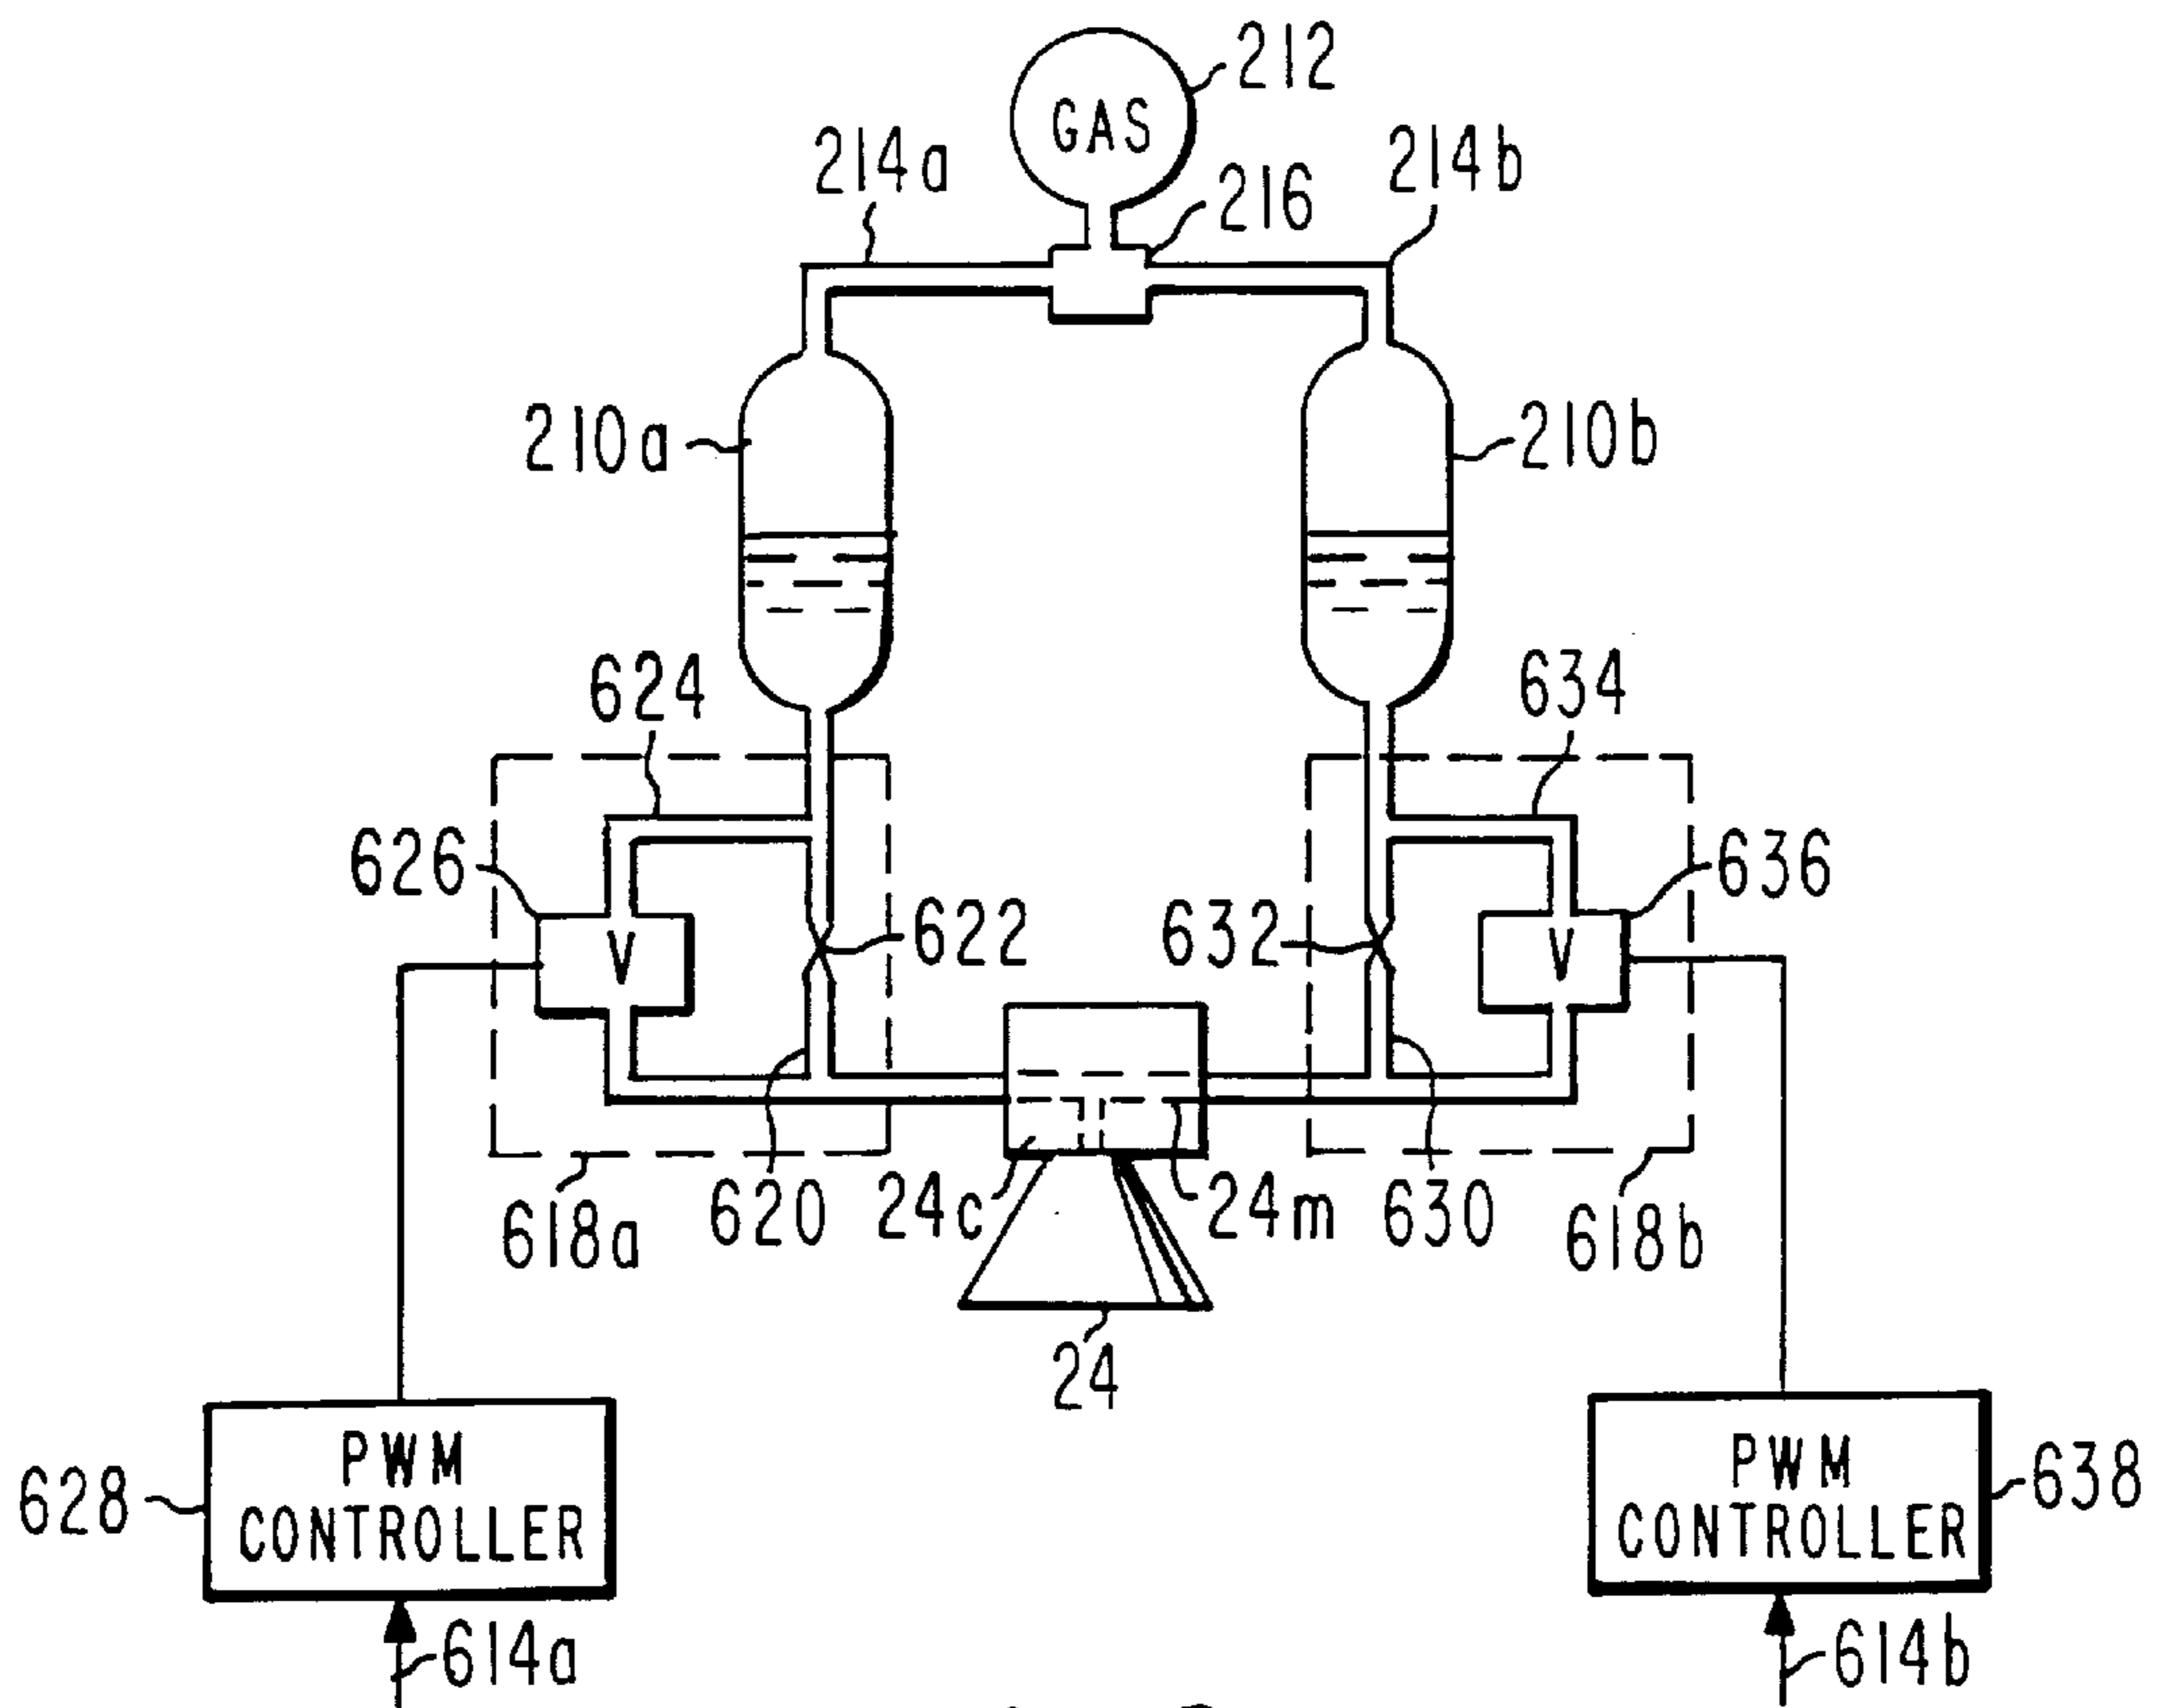 212
GAS
214a
214b
216
210a
210b
624
634
626
636
622
632
620
24c
24m
630
618a
618b
24
PWM
CONTROLLER
628
PWM
CONTROLLER
638
614a
614b